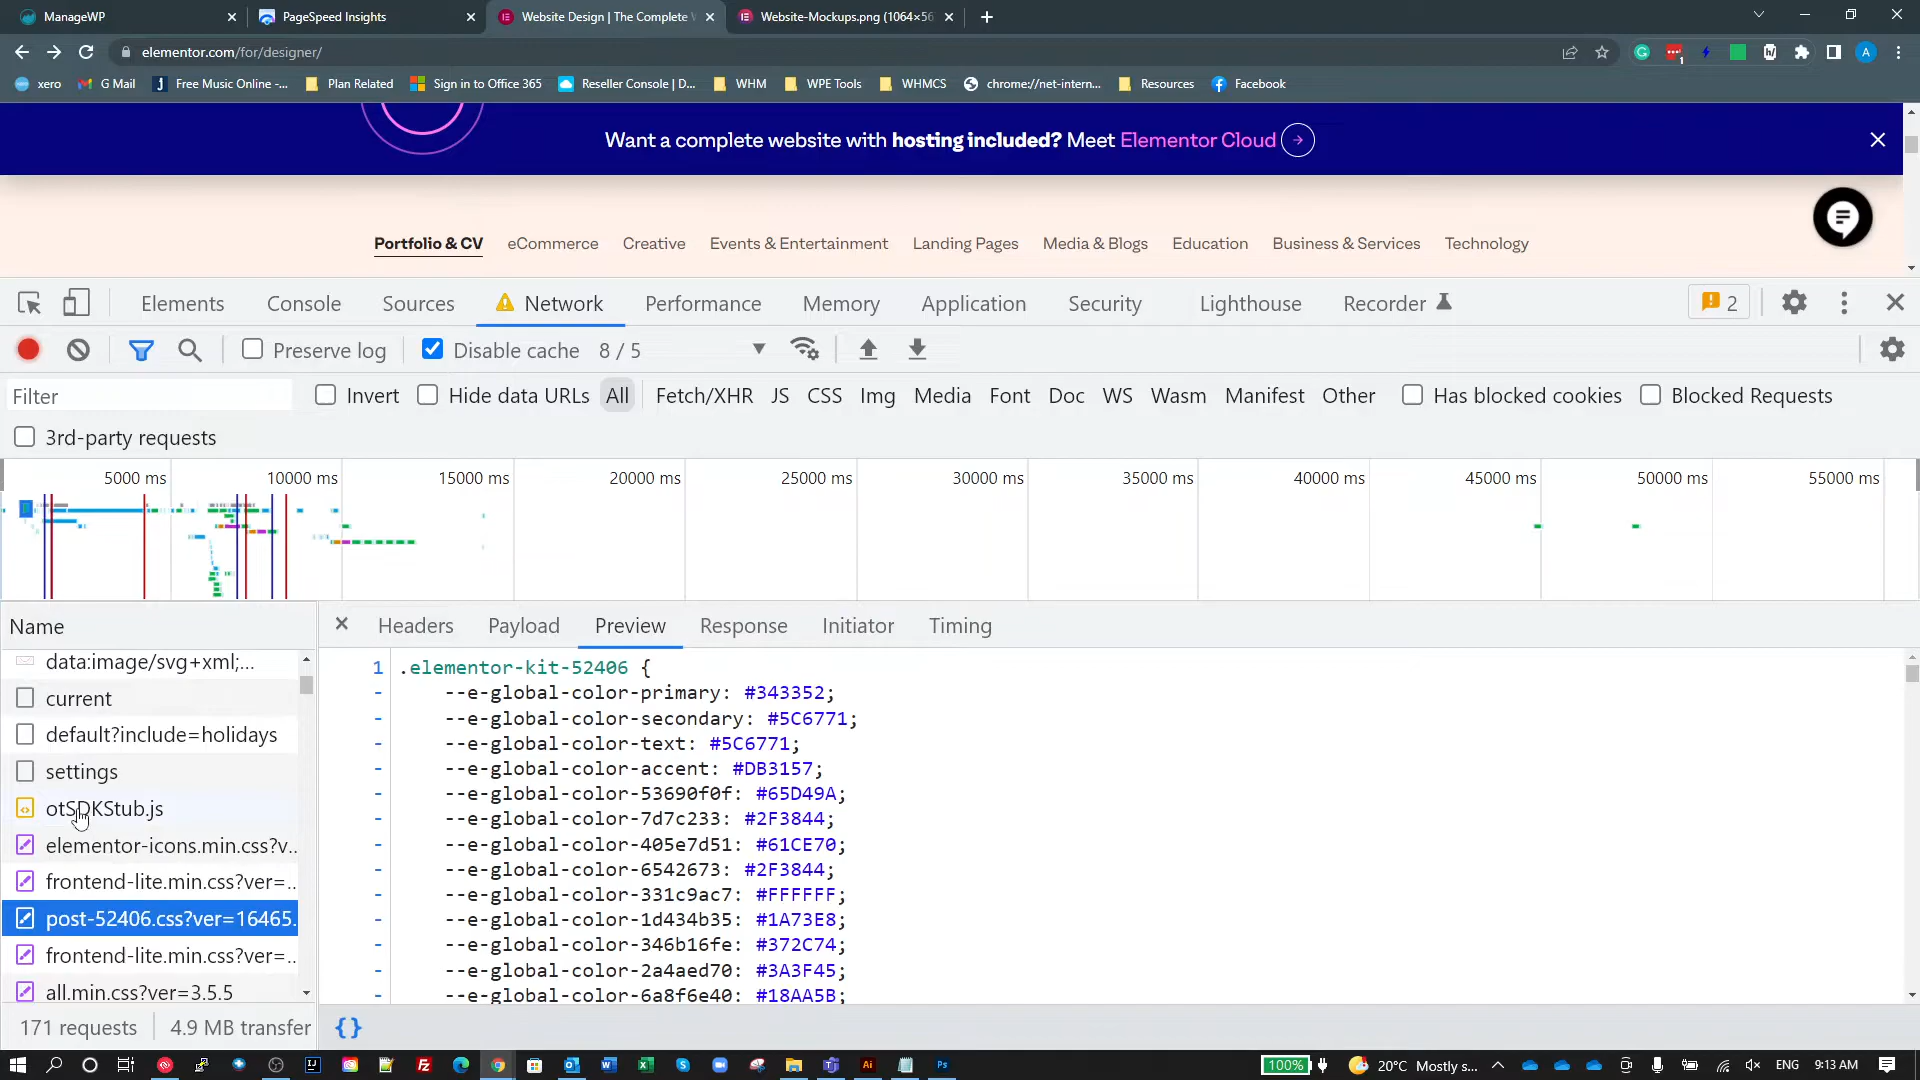 ManageWP
PageSpeed Insights
Website Design | The Complete W
Website-Mockups.png (1064×56
elementor.com/for/designer/
xero
G Mail
Free Music Online -...
Plan Related
Sign in to Office 365
Reseller Console | D...
WHM
WPE Tools
WHMCS
chrome://net-intern...
Resources
Facebook
Want a complete website with hosting included? Meet Elementor Cloud
Portfolio & CV
eCommerce
Creative
Events & Entertainment
Landing Pages
Media & Blogs
Education
Business & Services
Technology
Elements
Console
Sources
Network
Performance
Memory
Application
Security
Lighthouse
Recorder
2
Preserve log
Disable cache
8 / 5
Filter
Invert
Hide data URLs
All
Fetch/XHR
JS
CSS
Img
Media
Font
Doc
WS
Wasm
Manifest
Other
Has blocked cookies
Blocked Requests
3rd-party requests
5000 ms
10000 ms
15000 ms
20000 ms
25000 ms
30000 ms
35000 ms
40000 ms
45000 ms
50000 ms
55000 ms
Name
Headers
Payload
Preview
Response
Initiator
Timing
data:image/svg+xml;...
current
default?include=holidays
settings
otSDKStub.js
elementor-icons.min.css?v..
frontend-lite.min.css?ver=..
post-52406.css?ver=16465.
frontend-lite.min.css?ver=..
all.min.css?ver=3.5.5
1 .elementor-kit-52406 {
- --e-global-color-primary: #343352;
- --e-global-color-secondary: #5C6771;
- --e-global-color-text: #5C6771;
- --e-global-color-accent: #DB3157;
- --e-global-color-53690f0f: #65D49A;
- --e-global-color-7d7c233: #2F3844;
- --e-global-color-405e7d51: #61CE70;
- --e-global-color-6542673: #2F3844;
- --e-global-color-331c9ac7: #FFFFFF;
- --e-global-color-1d434b35: #1A73E8;
- --e-global-color-346b16fe: #372C74;
- --e-global-color-2a4aed70: #3A3F45;
- --e-global-color-6a8f6e40: #18AA5B;
171 requests
4.9 MB transfer
{}
100%
20°C Mostly s...
ENG
9:13 AM